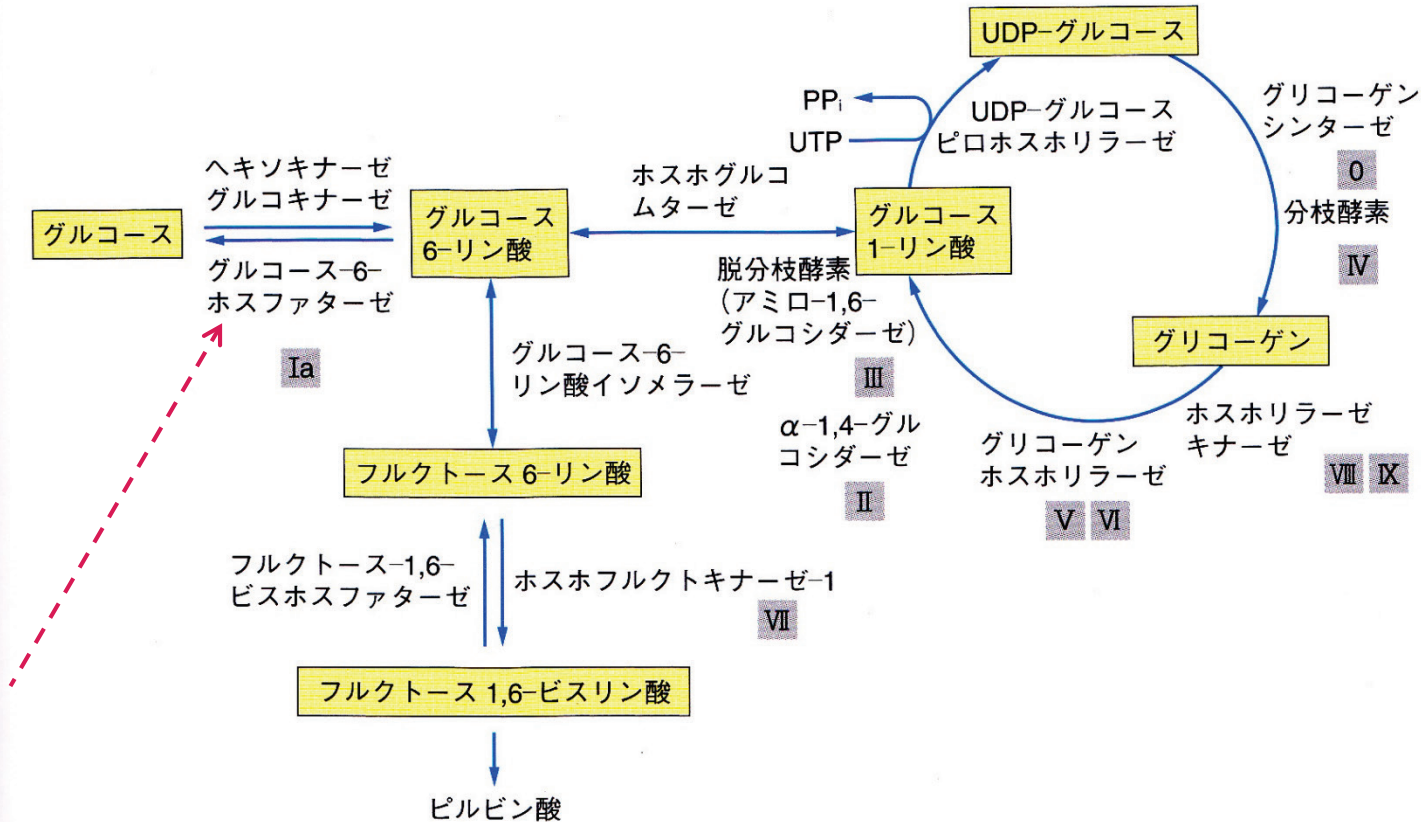 UDP-グルコース
PPi
UTP
UDP-グルコース
ピロホスホリラーゼ
グリコーゲン
シンターゼ
0
分枝酵素
Ⅳ
ヘキソキナーゼ
グルコキナーゼ
グルコース
グルコース-6-
ホスファターゼ
Ⅰa
グルコース
6-リン酸
ホスホグルコ
ムターゼ
グルコース
1-リン酸
脱分枝酵素
(アミロ-1,6-
グルコシダーゼ)
Ⅲ
α-1,4-グル
コシダーゼ
Ⅱ
グリコーゲン
グリコーゲン
ホスホリラーゼ
Ⅴ Ⅵ
ホスホリラーゼ
キナーゼ
Ⅷ Ⅸ
グルコース-6-
リン酸イソメラーゼ
フルクトース 6-リン酸
フルクトース-1,6-
ビスホスファターゼ
ホスホフルクトキナーゼ-1
Ⅶ
フルクトース 1,6-ビスリン酸
ピルビン酸